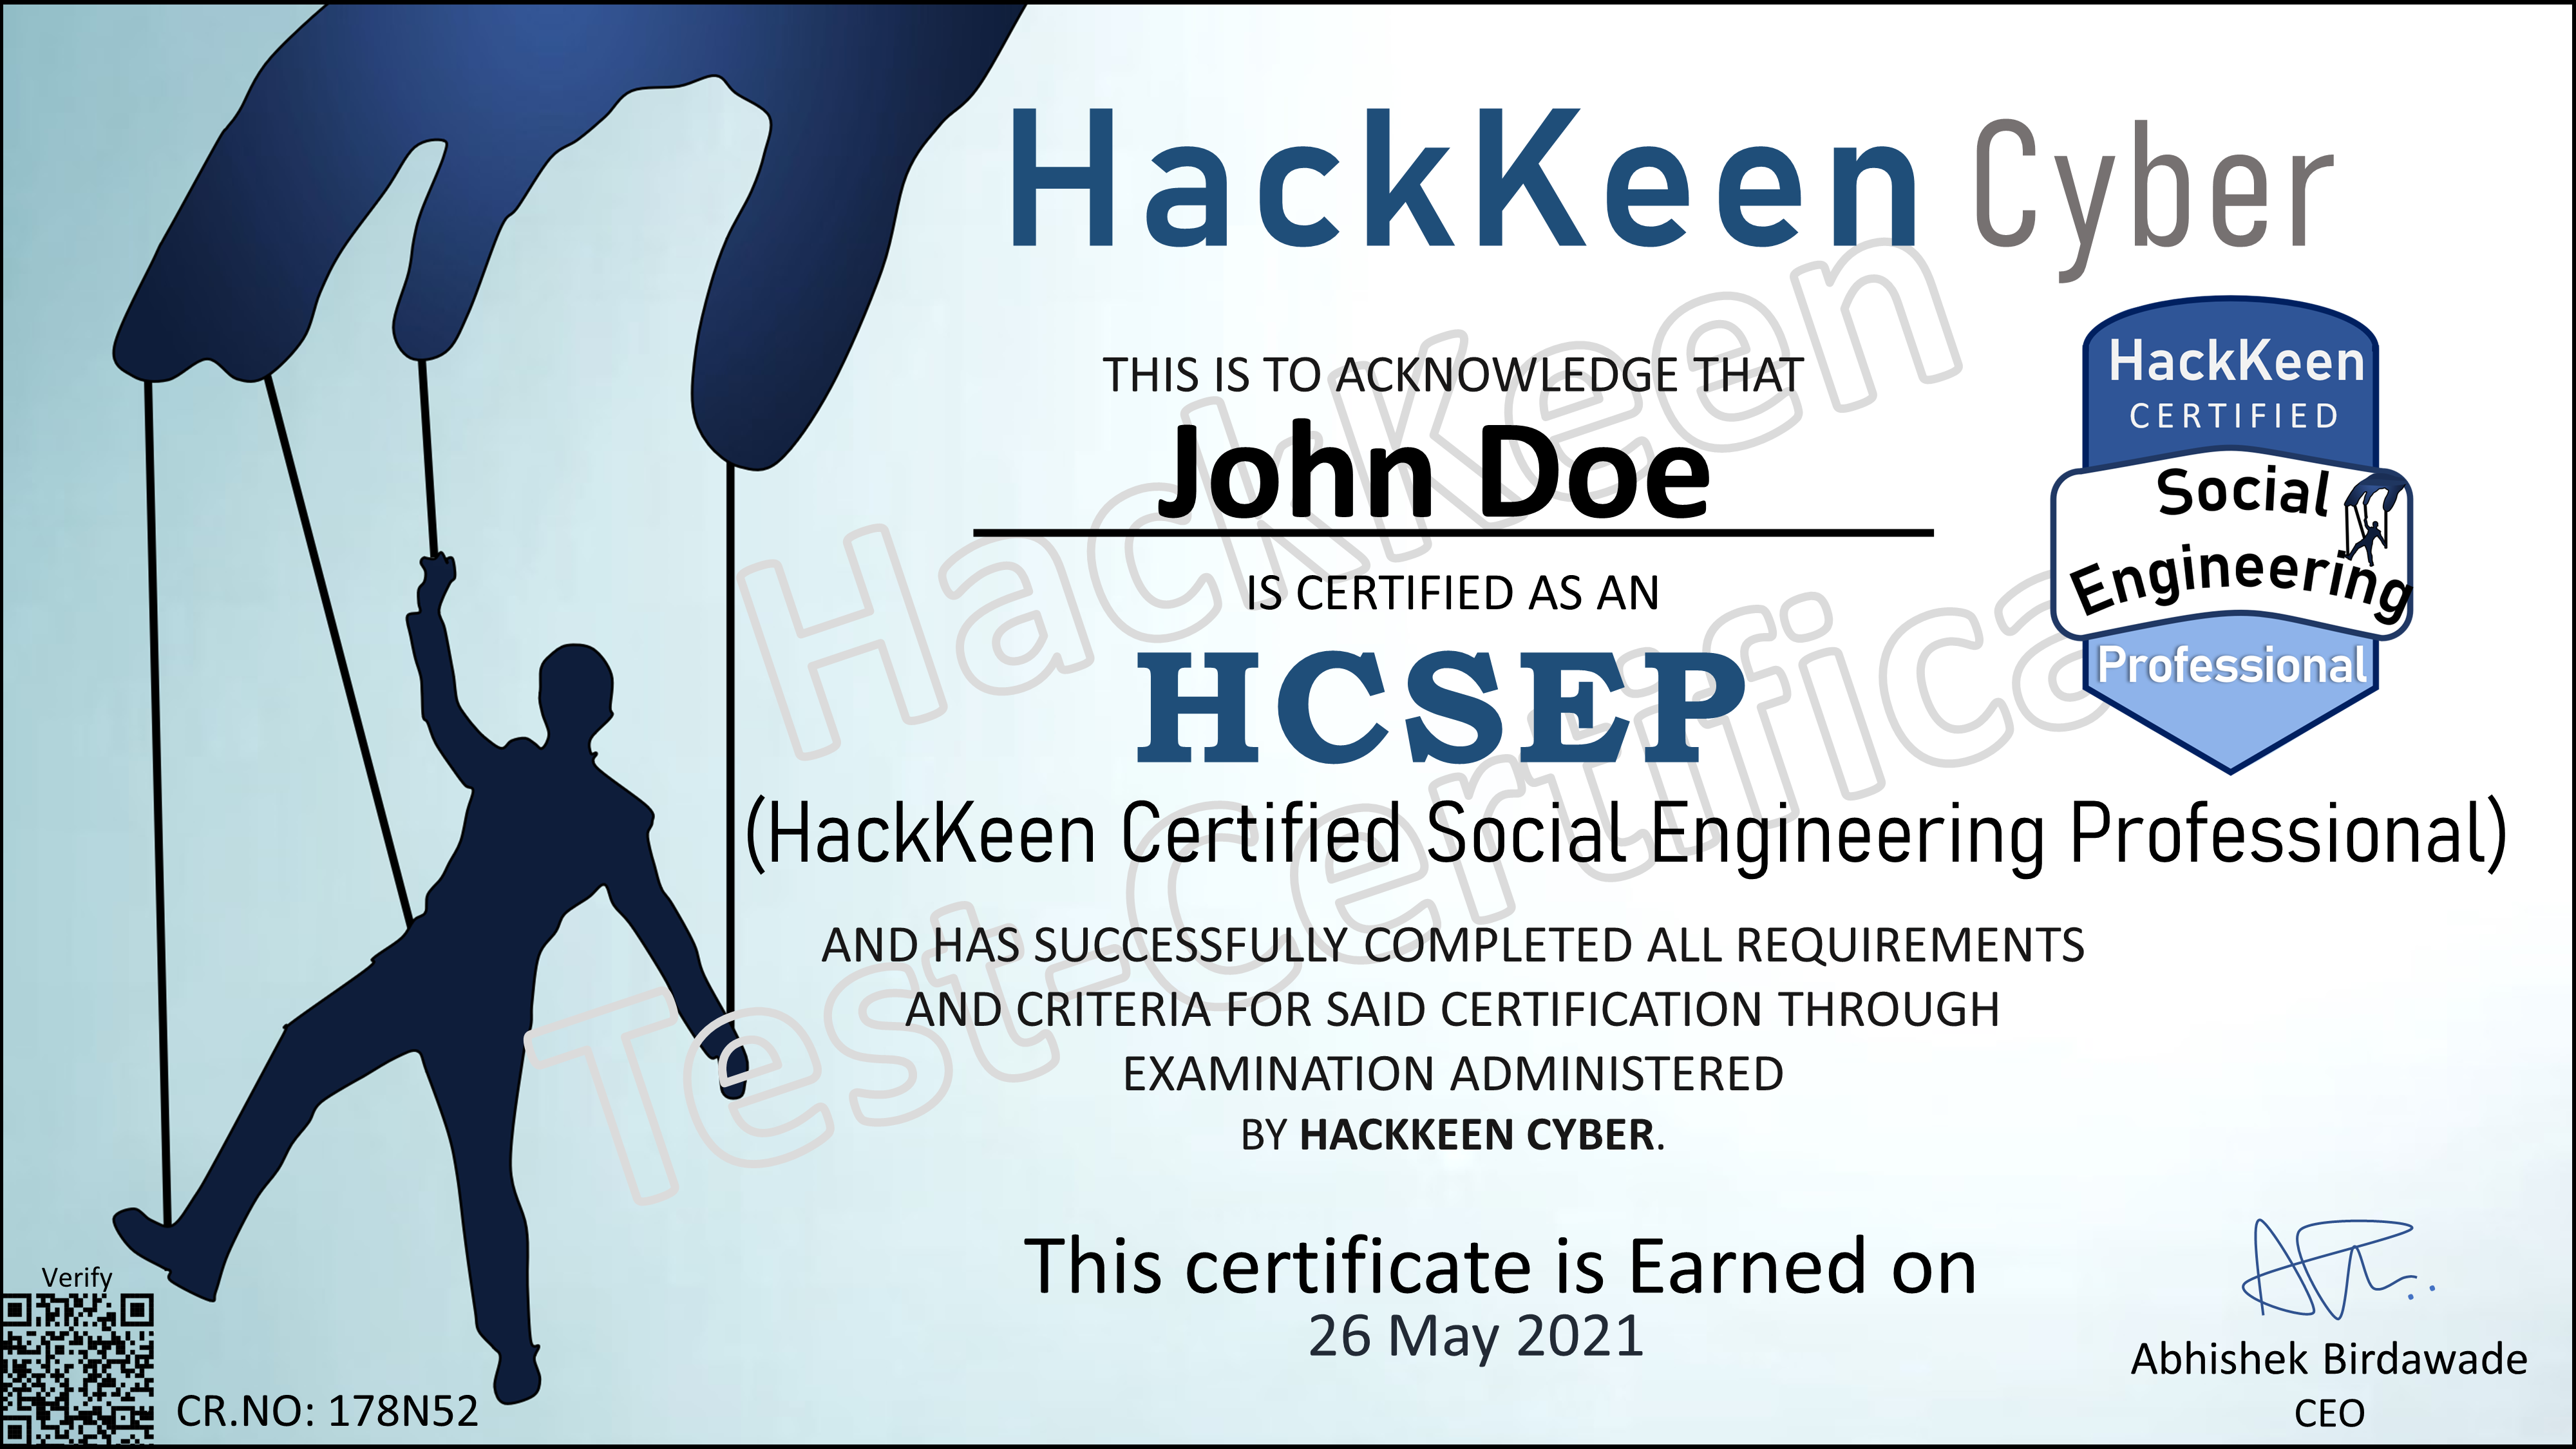 HackKeen Cyber
THIS IS TO ACKNOWLEDGE THAT
John Doe
IS CERTIFIED AS AN
HCSEP
(HackKeen Certified Social Engineering Professional)
AND HAS SUCCESSFULLY COMPLETED ALL REQUIREMENTS
AND CRITERIA FOR SAID CERTIFICATION THROUGH
EXAMINATION ADMINISTERED
BY HACKKEEN CYBER.
This certificate is Earned on
26 May 2021
HackKeen
CERTIFIED
Social
Engineering
Professional
HackKeen
Test-Certifica
Verify
CR.NO: 178N52
Abhishek Birdawade
CEO